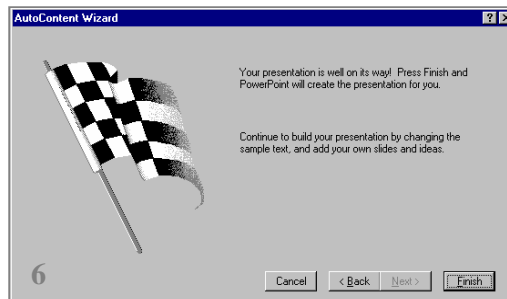 AutoContent Wizard
Your presentation is well on its way! Press Finish and
PowerPoint will create the presentation for you.
Continue to build your presentation by changing the
sample text, and add your own slides and ideas.
6
Cancel
< Back
Next >
Finish